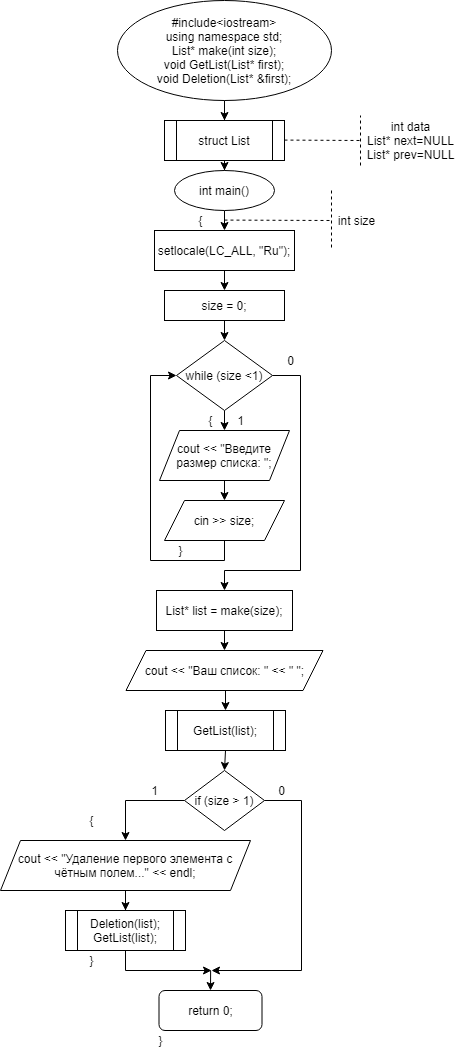 #include<iostream>
using namespace std;
List* make(int size);
void GetList(List* first);
void Deletion(List* &first);
struct List
int data
List* next=NULL
List* prev=NULL
int main()
{
int size
setlocale(LC_ALL, "Ru");
size = 0;
while (size <1)
0
{
1
cout << "Введите
размер списка: ";
cin >> size;
}
List* list = make(size);
cout << "Ваш список: " << " ";
GetList(list);
if (size > 1)
1
0
{
cout << "Удаление первого элемента с
чётным полем..." << endl;
Deletion(list);
GetList(list);
}
return 0;
}